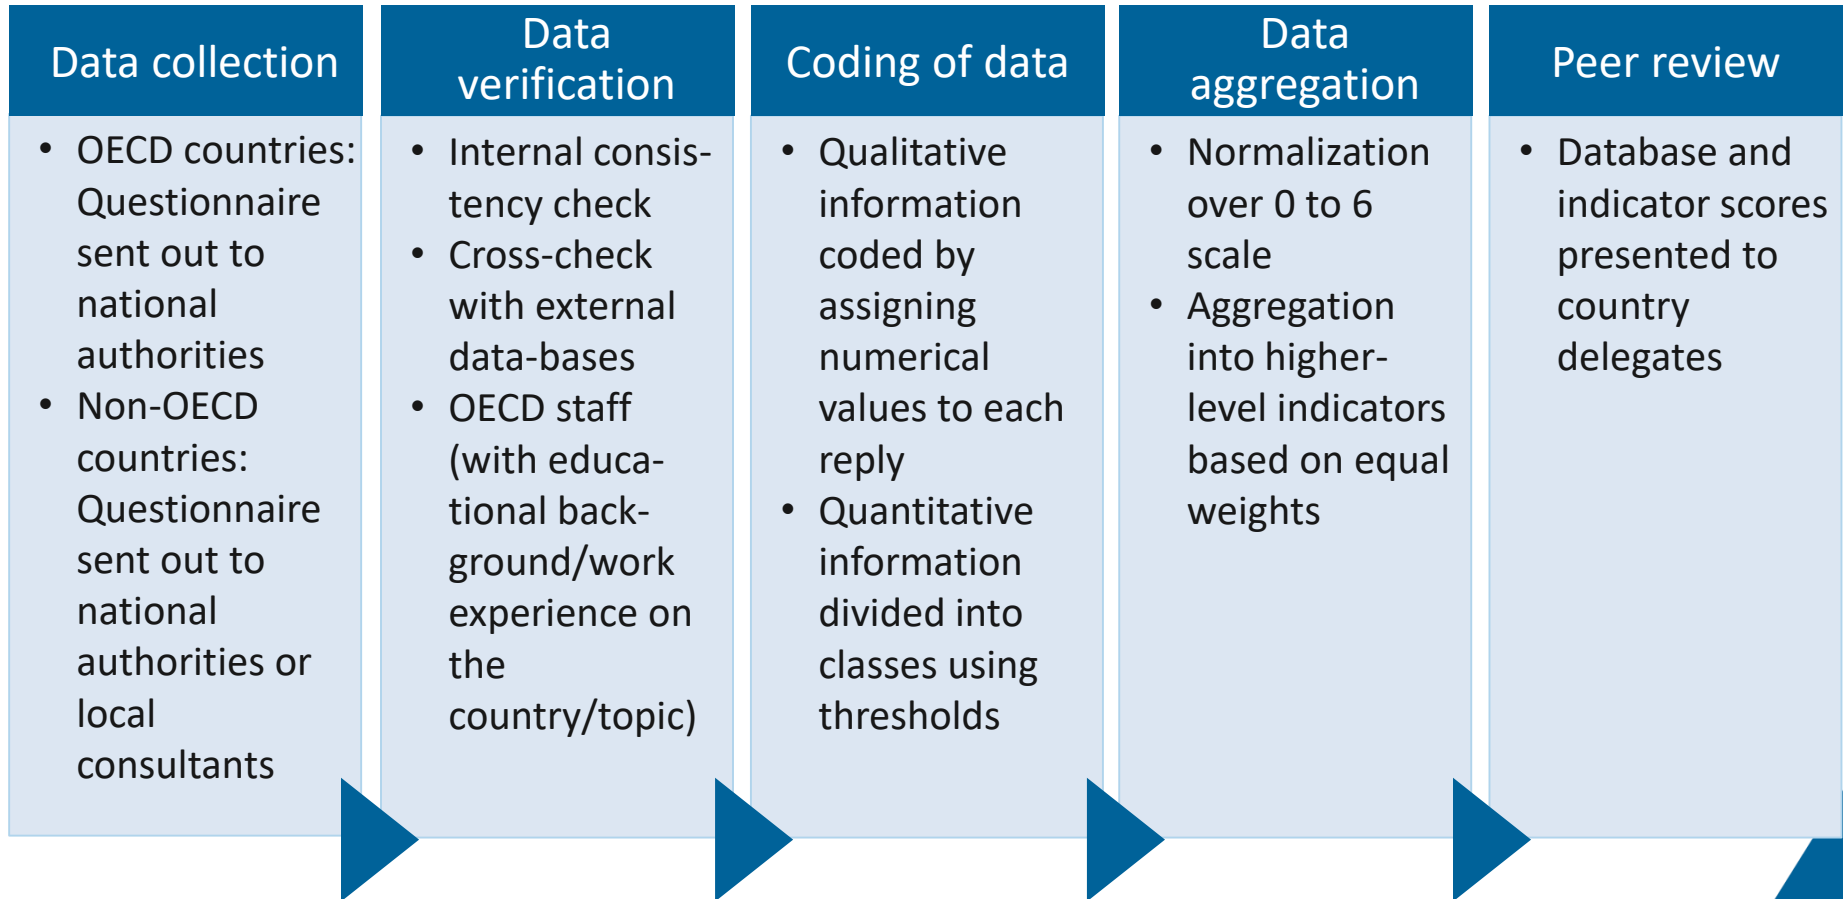 Data collection
• OECD countries:
Questionnaire
sent out to
national
authorities
• Non-OECD
countries:
Questionnaire
sent out to
national
authorities or
local
consultants
Data
verification
• Internal consis-
tency check
• Cross-check
with external
data-bases
• OECD staff
(with educa-
tional back-
ground/work
experience on
the
country/topic)
Coding of data
• Qualitative
information
coded by
assigning
numerical
values to each
reply
• Quantitative
information
divided into
classes using
thresholds
Data
aggregation
• Normalization
over 0 to 6
scale
• Aggregation
into higher-
level indicators
based on equal
weights
Peer review
• Database and
indicator scores
presented to
country
delegates